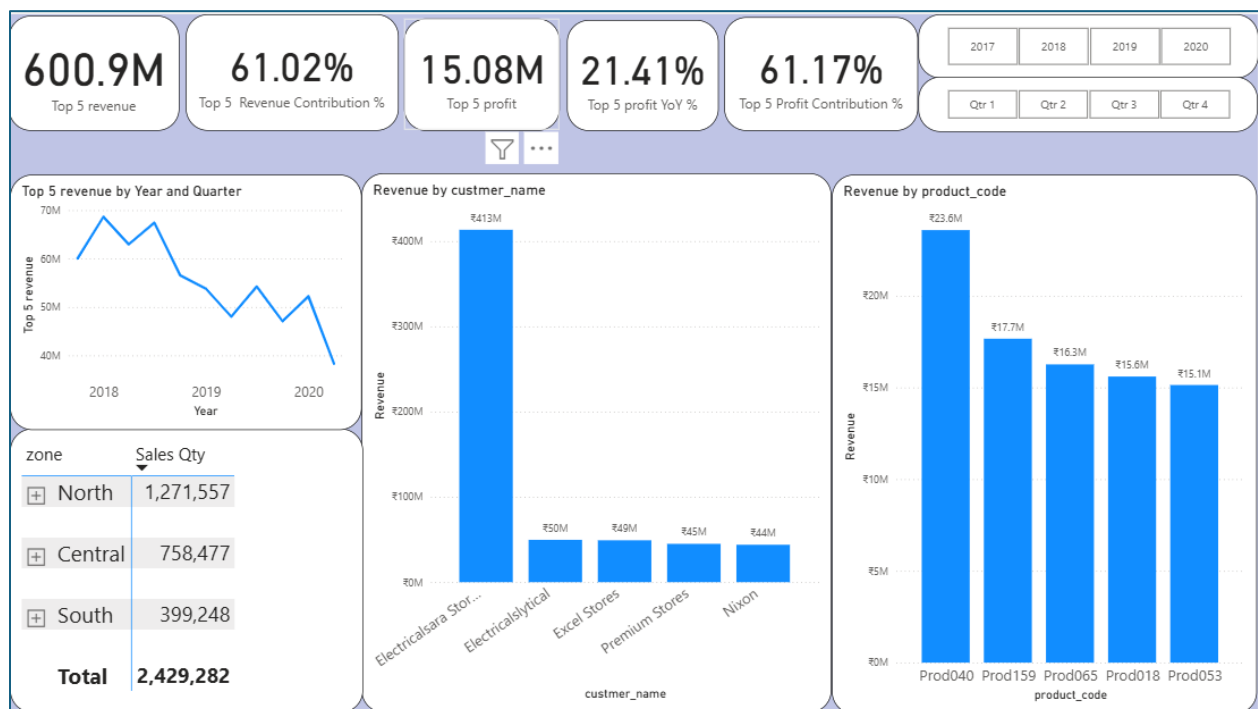 600.9M
Top 5 revenue
61.02%
Top 5 Revenue Contribution %
15.08M
Top 5 profit
21.41%
Top 5 profit YoY %
61.17%
Top 5 Profit Contribution %
2017 2018 2019 2020
Qtr 1 Qtr 2 Qtr 3 Qtr 4
Top 5 revenue by Year and Quarter
Top 5 revenue
70M
60M
50M
40M
2018 2019 2020
Year
zone Sales Qty
North 1,271,557
Central 758,477
South 399,248
Total 2,429,282
Revenue by custmer_name
Revenue
₹400M
₹300M
₹200M
₹100M
₹0M
₹413M
₹50M
₹49M
₹45M
₹44M
Electricalsara Stor...
Electricalslytical
Excel Stores
Premium Stores
Nixon
custmer_name
Revenue by product_code
Revenue
₹20M
₹15M
₹10M
₹5M
₹0M
₹23.6M
₹17.7M
₹16.3M
₹15.6M
₹15.1M
Prod040 Prod159 Prod065 Prod018 Prod053
product_code